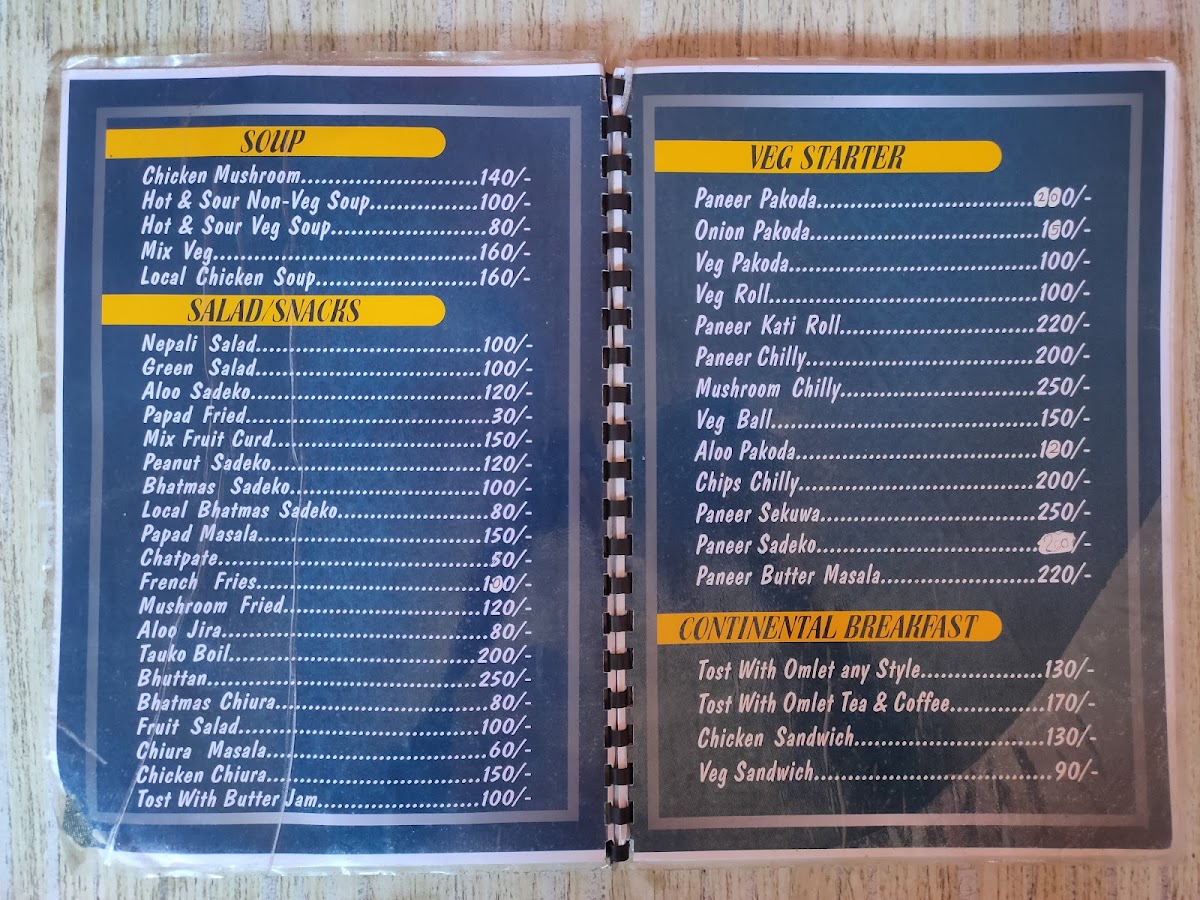 SOUP
Chicken Mushroom..........................140/-
Hot & Sour Non-Veg Soup................100/-
Hot & Sour Veg Soup.......................80/-
Mix Veg.......................................160/-
Local Chicken Soup........................160/-
SALAD/SNACKS
Nepali Salad.................................100/-
Green Salad..................................100/-
Aloo Sadeko..................................120/-
Papad Fried....................................30/-
Mix Fruit Curd...............................150/-
Peanut Sadeko...............................120/-
Bhatmas Sadeko............................100/-
Local Bhatmas Sadeko......................80/-
Papad Masala.................................150/-
Chatpate........................................50/-
French Fries..................................
Mushroom Fried.............................120/-
Aloo Jira.......................................80/-
Tauko Boil....................................200/-
Bhuttan.......................................250/-
Bhatmas Chiura...............................80/-
Fruit Salad...................................100/-
Chiura Masala.................................60/-
Chicken Chiura...............................150/-
Tost With Butter Jam.......................100/-
VEG STARTER
Paneer Pakoda................................200/-
Onion Pakoda..................................150/-
Veg Pakoda....................................100/-
Veg Roll.......................................100/-
Paneer Kati Roll.............................220/-
Paneer Chilly.................................200/-
Mushroom Chilly.............................250/-
Veg Ball.......................................150/-
Aloo Pakoda...................................120/-
Chips Chilly..................................200/-
Paneer Sekuwa................................250/-
Paneer Sadeko................................
Paneer Butter Masala.......................220/-
CONTINENTAL BREAKFAST
Tost With Omlet any Style..................130/-
Tost With Omlet Tea & Coffee..............170/-
Chicken Sandwich.............................130/-
Veg Sandwich...................................90/-